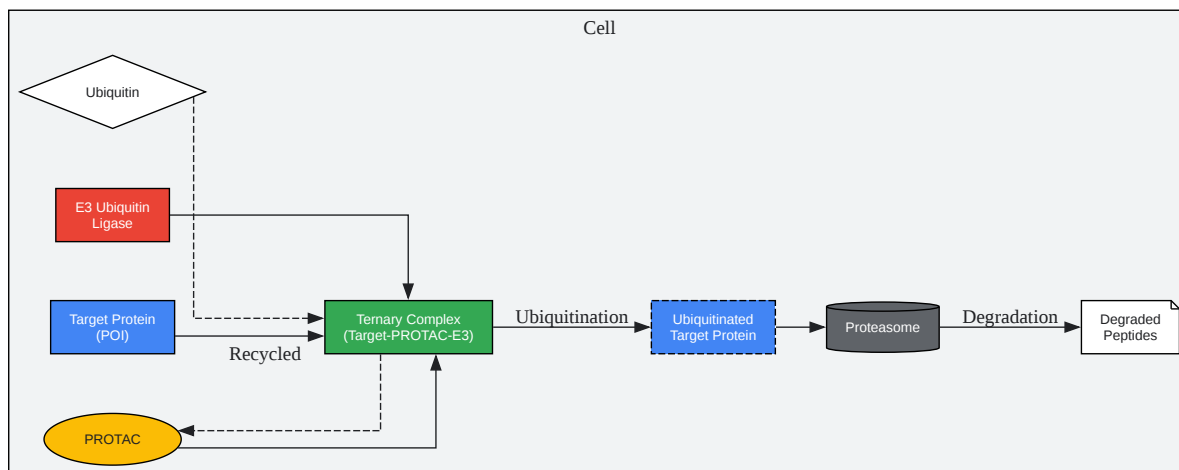 Cell
Ubiquitin
E3 Ubiquitin
Ligase
Target Protein
(POI)
Recycled
PROTAC
Ternary Complex
(Target-PROTAC-E3)
Ubiquitination
Ubiquitinated
Target Protein
Proteasome
Degradation
Degraded
Peptides